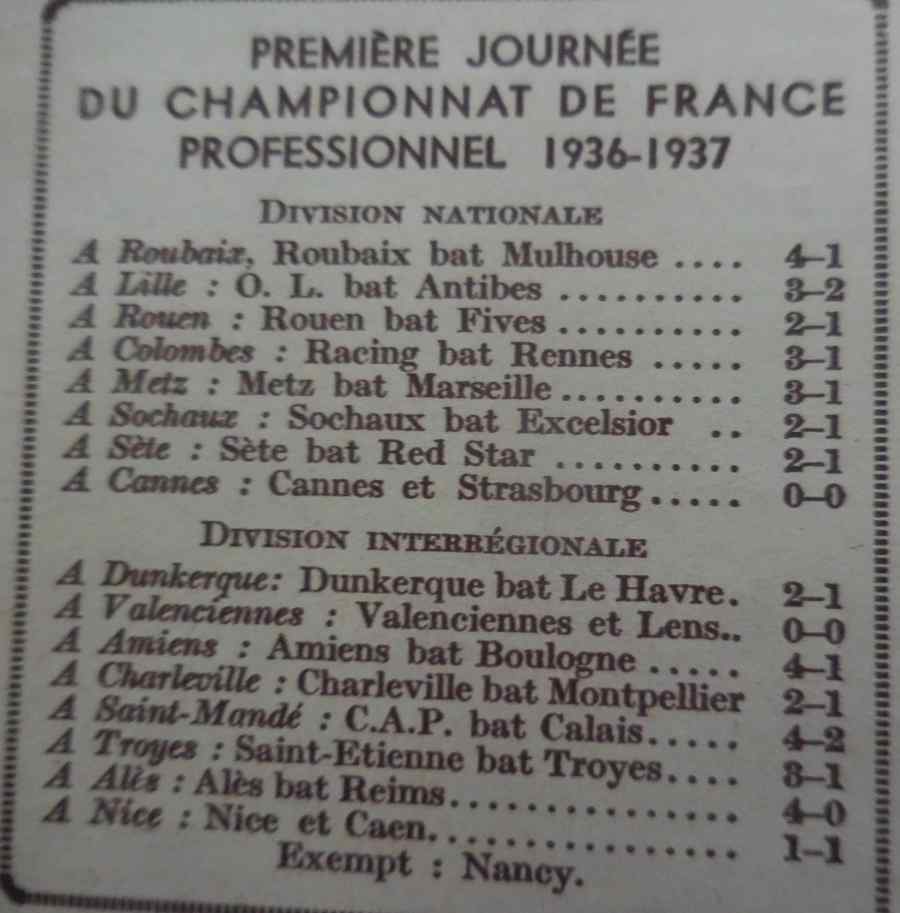 PREMIÈRE JOURNÉE
DU CHAMPIONNAT DE FRANCE
PROFESSIONNEL 1936-1937
DIVISION NATIONALE
A Roubaix, Roubaix bat Mulhouse .... 4–1
A Lille : O. L. bat Antibes .......... 3–2
A Rouen : Rouen bat Fives .......... 2–1
A Colombes : Racing bat Rennes ..... 3–1
A Metz : Metz bat Marseille .......... 3–1
A Sochaux : Sochaux bat Excelsior .. 2–1
A Sète : Sète bat Red Star .......... 2–1
A Cannes : Cannes et Strasbourg ..... 0–0
DIVISION INTERRÉGIONALE
A Dunkerque: Dunkerque bat Le Havre. 2–1
A Valenciennes : Valenciennes et Lens.. 0–0
A Amiens : Amiens bat Boulogne ..... 4–1
A Charleville : Charleville bat Montpellier 2–1
A Saint-Mandé : C.A.P. bat Calais..... 4–2
A Troyes : Saint-Etienne bat Troyes.... 3–1
A Alès : Alès bat Reims................ 4–0
A Nice : Nice et Caen................. 1–1
Exempt : Nancy.